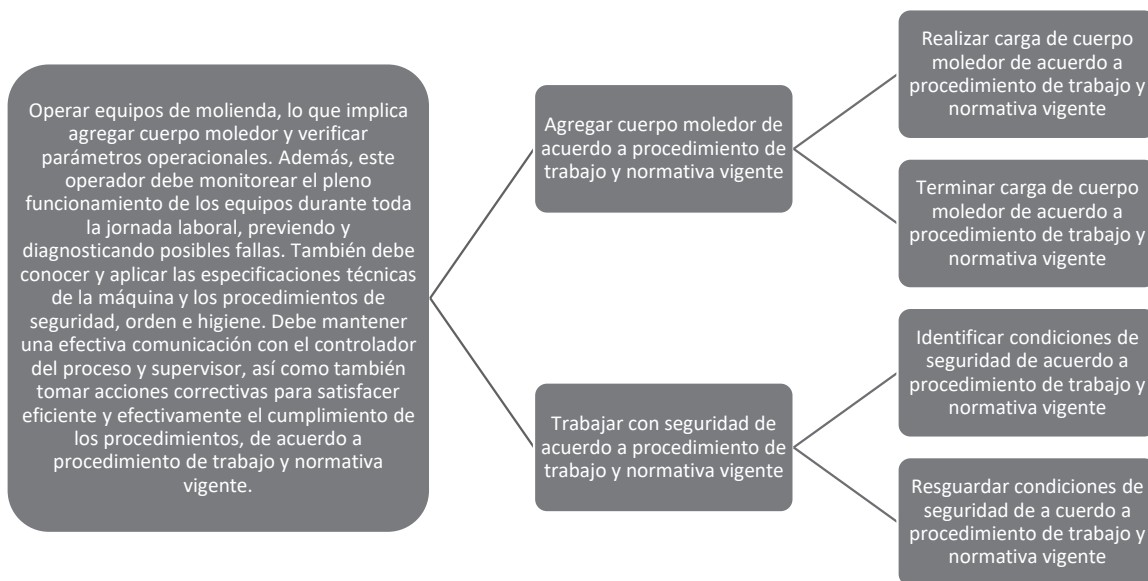 Operar equipos de molienda, lo que implica
agregar cuerpo moledor y verificar
parámetros operacionales. Además, este
operador debe monitorear el pleno
funcionamiento de los equipos durante toda
la jornada laboral, previendo y
diagnosticando posibles fallas. También debe
conocer y aplicar las especificaciones técnicas
de la máquina y los procedimientos de
seguridad, orden e higiene. Debe mantener
una efectiva comunicación con el controlador
del proceso y supervisor, así como también
tomar acciones correctivas para satisfacer
eficiente y efectivamente el cumplimiento de
los procedimientos, de acuerdo a
procedimiento de trabajo y normativa
vigente.
Agregar cuerpo moledor de
acuerdo a procedimiento de
trabajo y normativa vigente
Realizar carga de cuerpo
moledor de acuerdo a
procedimiento de trabajo y
normativa vigente
Terminar carga de cuerpo
moledor de acuerdo a
procedimiento de trabajo y
normativa vigente
Trabajar con seguridad de
acuerdo a procedimiento de
trabajo y normativa vigente
Identificar condiciones de
seguridad de acuerdo a
procedimiento de trabajo y
normativa vigente
Resguardar condiciones de
seguridad de a cuerdo a
procedimiento de trabajo y
normativa vigente